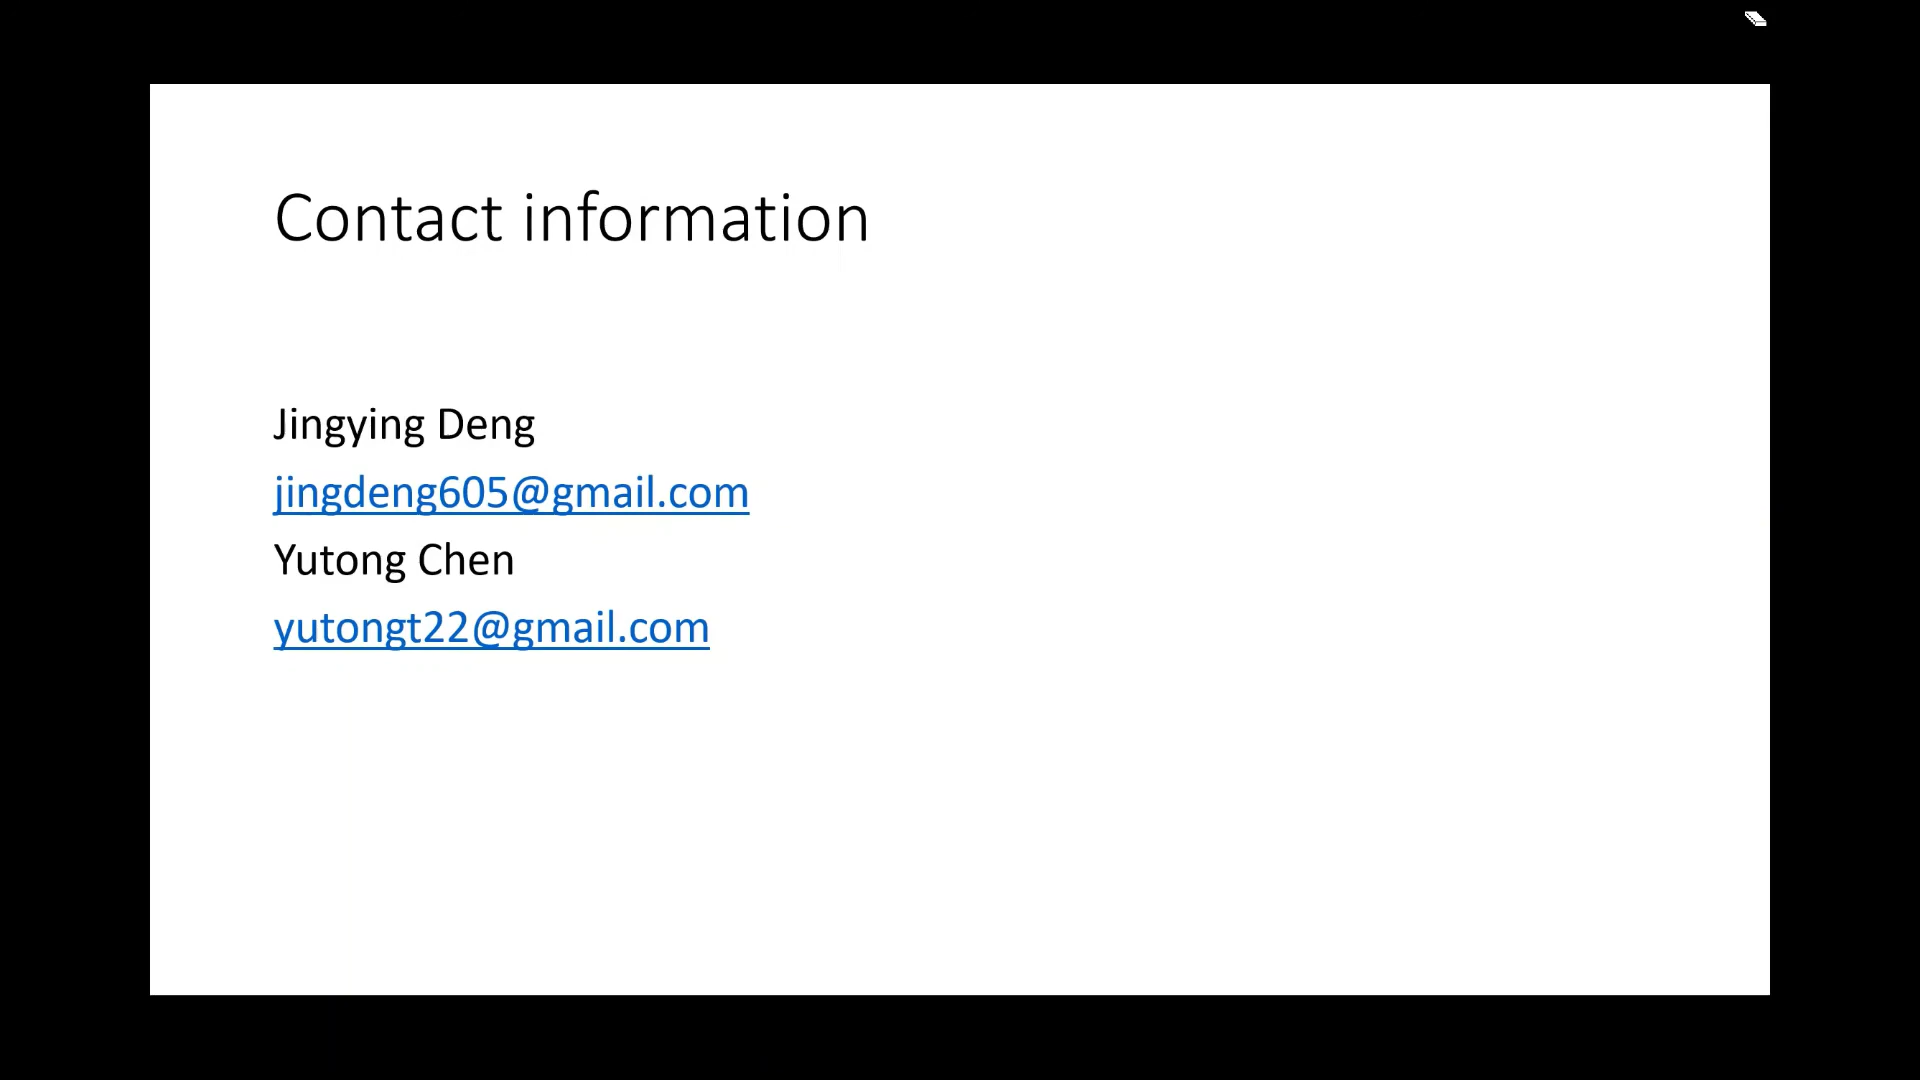 Contact information
Jingying Deng
jingdeng605@gmail.com
Yutong Chen
yutongt22@gmail.com